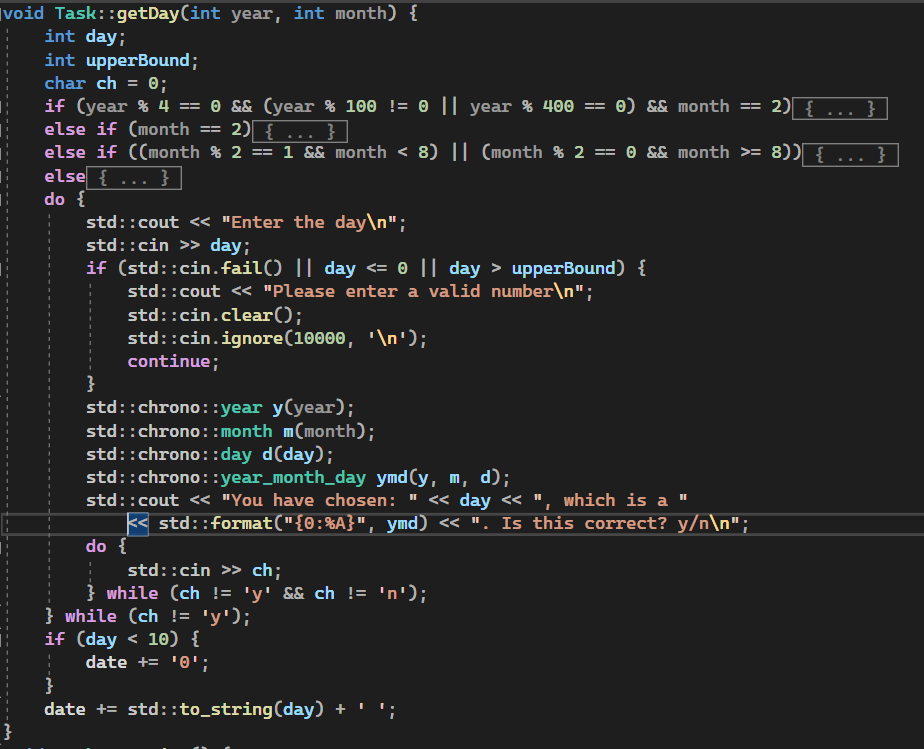 void Task::getDay(int year, int month) {
    int day;
    int upperBound;
    char ch = 0;
    if (year % 4 == 0 && (year % 100 != 0 || year % 400 == 0) && month == 2){ ... }
    else if (month == 2){ ... }
    else if ((month % 2 == 1 && month < 8) || (month % 2 == 0 && month >= 8)){ ... }
    else{ ... }
    do {
        std::cout << "Enter the day\n";
        std::cin >> day;
        if (std::cin.fail() || day <= 0 || day > upperBound) {
            std::cout << "Please enter a valid number\n";
            std::cin.clear();
            std::cin.ignore(10000, '\n');
            continue;
        }
        std::chrono::year y(year);
        std::chrono::month m(month);
        std::chrono::day d(day);
        std::chrono::year_month_day ymd(y, m, d);
        std::cout << "You have chosen: " << day << ", which is a "
            << std::format("{0:%A}", ymd) << ". Is this correct? y/n\n";
        do {
            std::cin >> ch;
        } while (ch != 'y' && ch != 'n');
    } while (ch != 'y');
    if (day < 10) {
        date += '0';
    }
    date += std::to_string(day) + ' ';
}